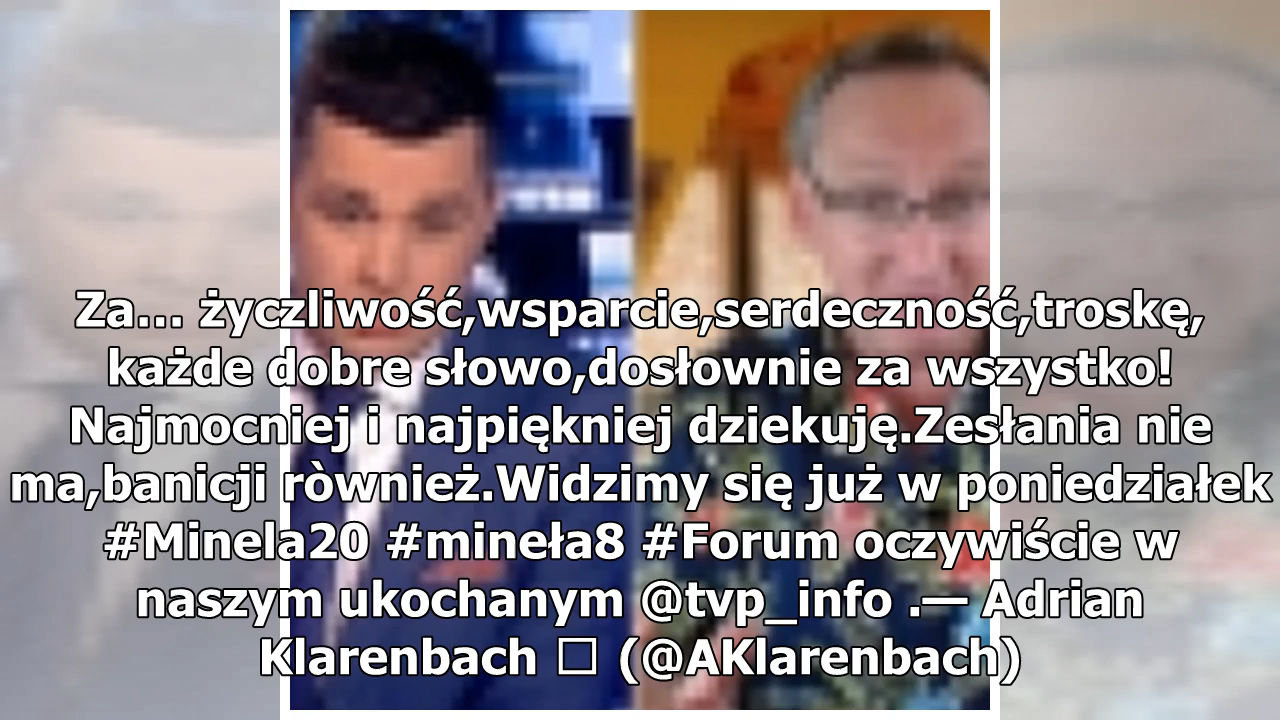 Za... życzliwość,wsparcie,serdeczność,troskę,
każde dobre słowo,dosłownie za wszystko!
Najmocniej i najpiękniej dziekuję.Zesłania nie
ma,banicji ròwnież.Widzimy się już w poniedziałek
#Minela20 #mineła8 #Forum oczywiście w
naszym ukochanym @tvp_info .— Adrian
Klarenbach □ (@AKlarenbach)